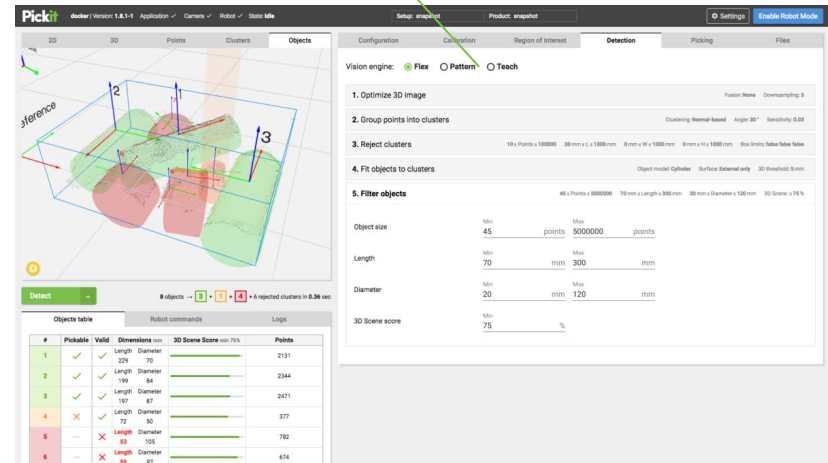 Pickit docker | Version: 1.8.1-1 Application ✓ Camera ✓ Robot ✓ State: Idle Setup: snapshot Product: snapshot Settings Enable Robot Mode
2D 3D Points Clusters Objects
Configuration Calibration Region of Interest Detection Picking Files
Vision engine: Flex Pattern Teach
1. Optimize 3D image Fusion: None Downsampling: 3
2. Group points into clusters Clustering: Normal-based Angle: 30° Sensitivity: 0.03
3. Reject clusters 10 ≤ Points ≤ 100000 30 mm ≤ L ≤ 1000 mm 0 mm ≤ W ≤ 1000 mm 0 mm ≤ H ≤ 1000 mm Box limits: false false false false
4. Fit objects to clusters Object model: Cylinder Surface: External only 3D threshold: 5 mm
5. Filter objects 45 ≤ Points ≤ 5000000 70 mm ≤ Length ≤ 300 mm 20 mm ≤ Diameter ≤ 120 mm 3D Scene: ≥ 75 %
Object size
Min
45 points
Max
5000000 points
Length
Min
70 mm
Max
300 mm
Diameter
Min
20 mm
Max
120 mm
3D Scene score
Min
75 %
eference
2
1
3
Detect
8 objects → 3 + 1 + 4 + 6 rejected clusters in 0.36 sec
Objects table Robot commands Logs
# Pickable Valid Dimensions mm 3D Scene Score min 75% Points
1 Length 229 Diameter 70 2131
2 Length 199 Diameter 84 2344
3 Length 197 Diameter 87 2471
4 Length 72 Diameter 50 377
5 Length 53 Diameter 105 782
6 Length 55 Diameter 97 674